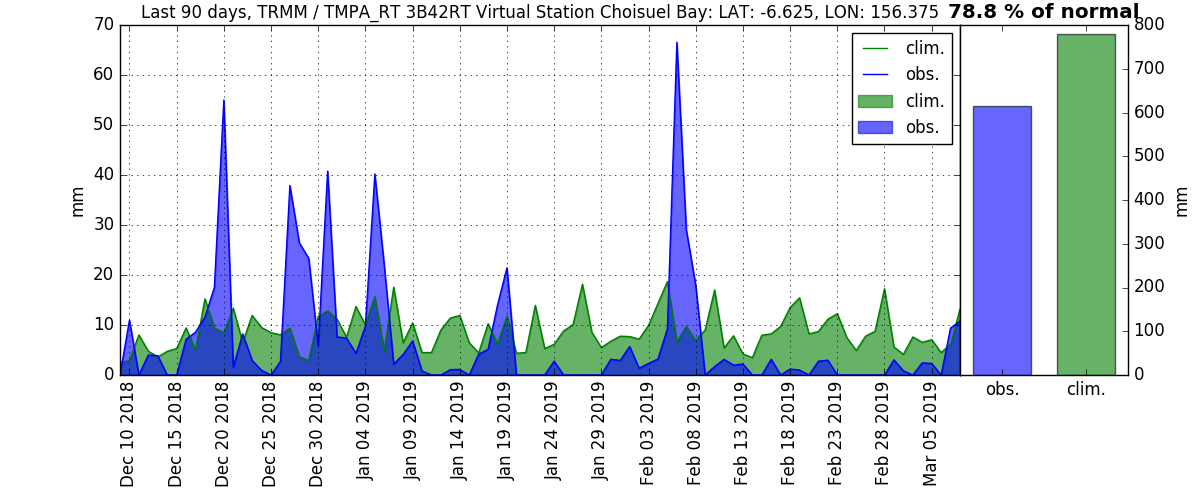 Last 90 days, TRMM / TMPA_RT 3B42RT Virtual Station Choisuel Bay: LAT: -6.625, LON: 156.375
78.8 % of normal
70
60
50
40
30
20
10
0
mm
clim.
obs.
clim.
obs.
Dec 10 2018
Dec 15 2018
Dec 20 2018
Dec 25 2018
Dec 30 2018
Jan 04 2019
Jan 09 2019
Jan 14 2019
Jan 19 2019
Jan 24 2019
Jan 29 2019
Feb 03 2019
Feb 08 2019
Feb 13 2019
Feb 18 2019
Feb 23 2019
Feb 28 2019
Mar 05 2019
obs.
clim.
800
700
600
500
400
300
200
100
0
mm